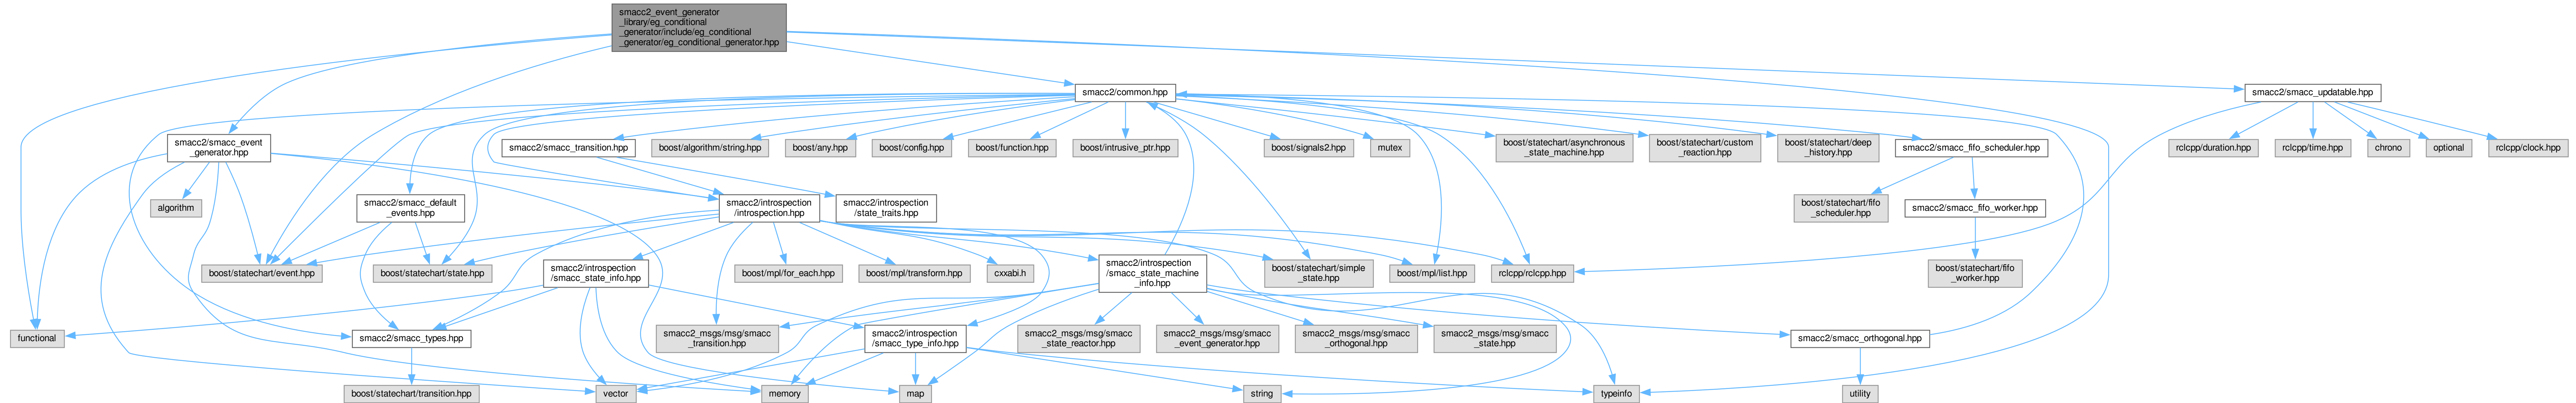 smacc2_event_generator
_library/eg_conditional
_generator/include/eg_conditional
_generator/eg_conditional_generator.hpp
smacc2/common.hpp
smacc2/smacc_updatable.hpp
smacc2/smacc_event
_generator.hpp
smacc2/smacc_transition.hpp
boost/algorithm/string.hpp
boost/any.hpp
boost/config.hpp
boost/function.hpp
boost/intrusive_ptr.hpp
boost/signals2.hpp
mutex
boost/statechart/asynchronous
_state_machine.hpp
boost/statechart/custom
_reaction.hpp
boost/statechart/deep
_history.hpp
smacc2/smacc_fifo_scheduler.hpp
rclcpp/duration.hpp
rclcpp/time.hpp
chrono
optional
rclcpp/clock.hpp
algorithm
smacc2/smacc_default
_events.hpp
smacc2/introspection
/introspection.hpp
smacc2/introspection
/state_traits.hpp
boost/statechart/fifo
_scheduler.hpp
smacc2/smacc_fifo_worker.hpp
boost/statechart/event.hpp
boost/statechart/state.hpp
smacc2/introspection
/smacc_state_info.hpp
boost/mpl/for_each.hpp
boost/mpl/transform.hpp
cxxabi.h
smacc2/introspection
/smacc_state_machine
_info.hpp
boost/statechart/simple
_state.hpp
boost/mpl/list.hpp
rclcpp/rclcpp.hpp
boost/statechart/fifo
_worker.hpp
functional
smacc2/smacc_types.hpp
smacc2_msgs/msg/smacc
_transition.hpp
smacc2/introspection
/smacc_type_info.hpp
smacc2_msgs/msg/smacc
_state_reactor.hpp
smacc2_msgs/msg/smacc
_event_generator.hpp
smacc2_msgs/msg/smacc
_orthogonal.hpp
smacc2_msgs/msg/smacc
_state.hpp
smacc2/smacc_orthogonal.hpp
boost/statechart/transition.hpp
vector
memory
map
string
typeinfo
utility